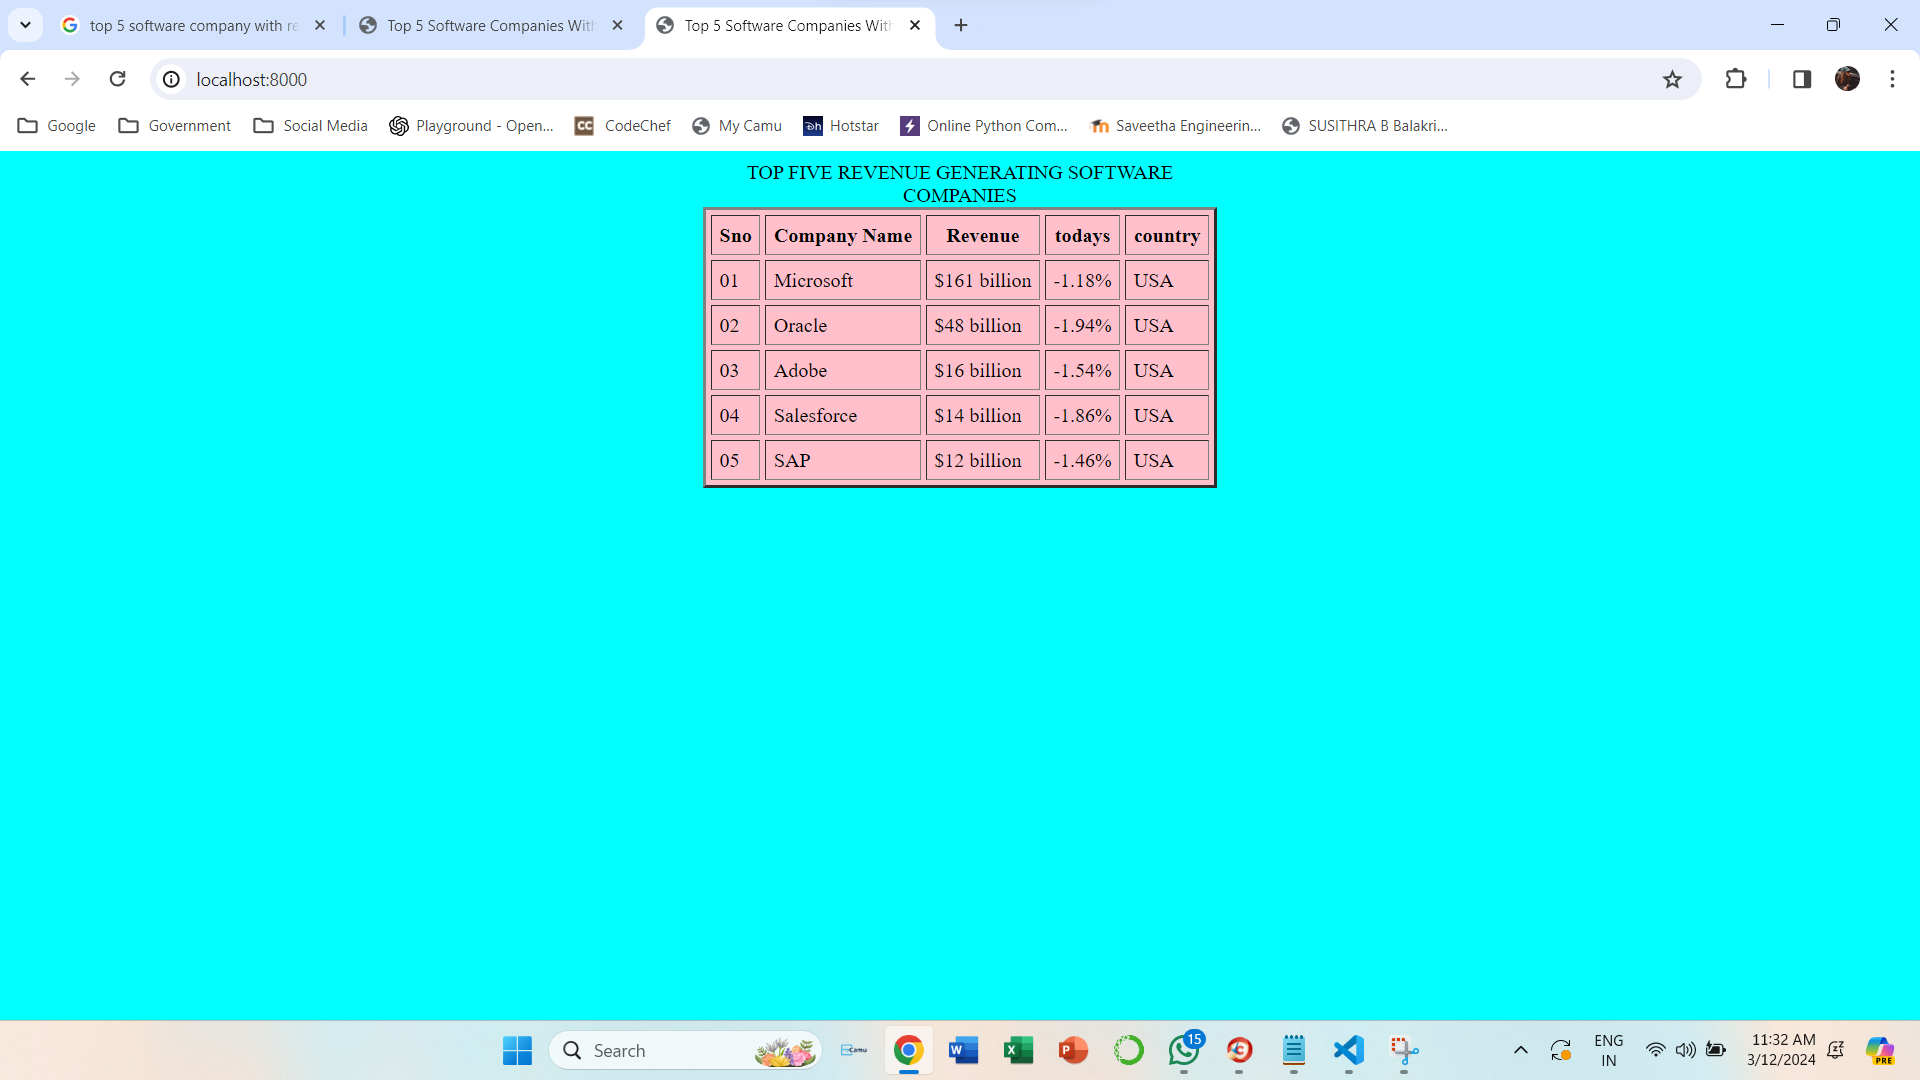 top 5 software company with re
Top 5 Software Companies With
Top 5 Software Companies With
localhost:8000
Google
Government
Social Media
Playground - Open...
CC CodeChef
My Camu
Dh Hotstar
Online Python Com...
Saveetha Engineerin...
SUSITHRA B Balakri...
TOP FIVE REVENUE GENERATING SOFTWARE
COMPANIES
Sno Company Name Revenue todays country
01 Microsoft $161 billion -1.18% USA
02 Oracle $48 billion -1.94% USA
03 Adobe $16 billion -1.54% USA
04 Salesforce $14 billion -1.86% USA
05 SAP $12 billion -1.46% USA
Search
Camu
15
ENG
IN
11:32 AM
3/12/2024
PRE